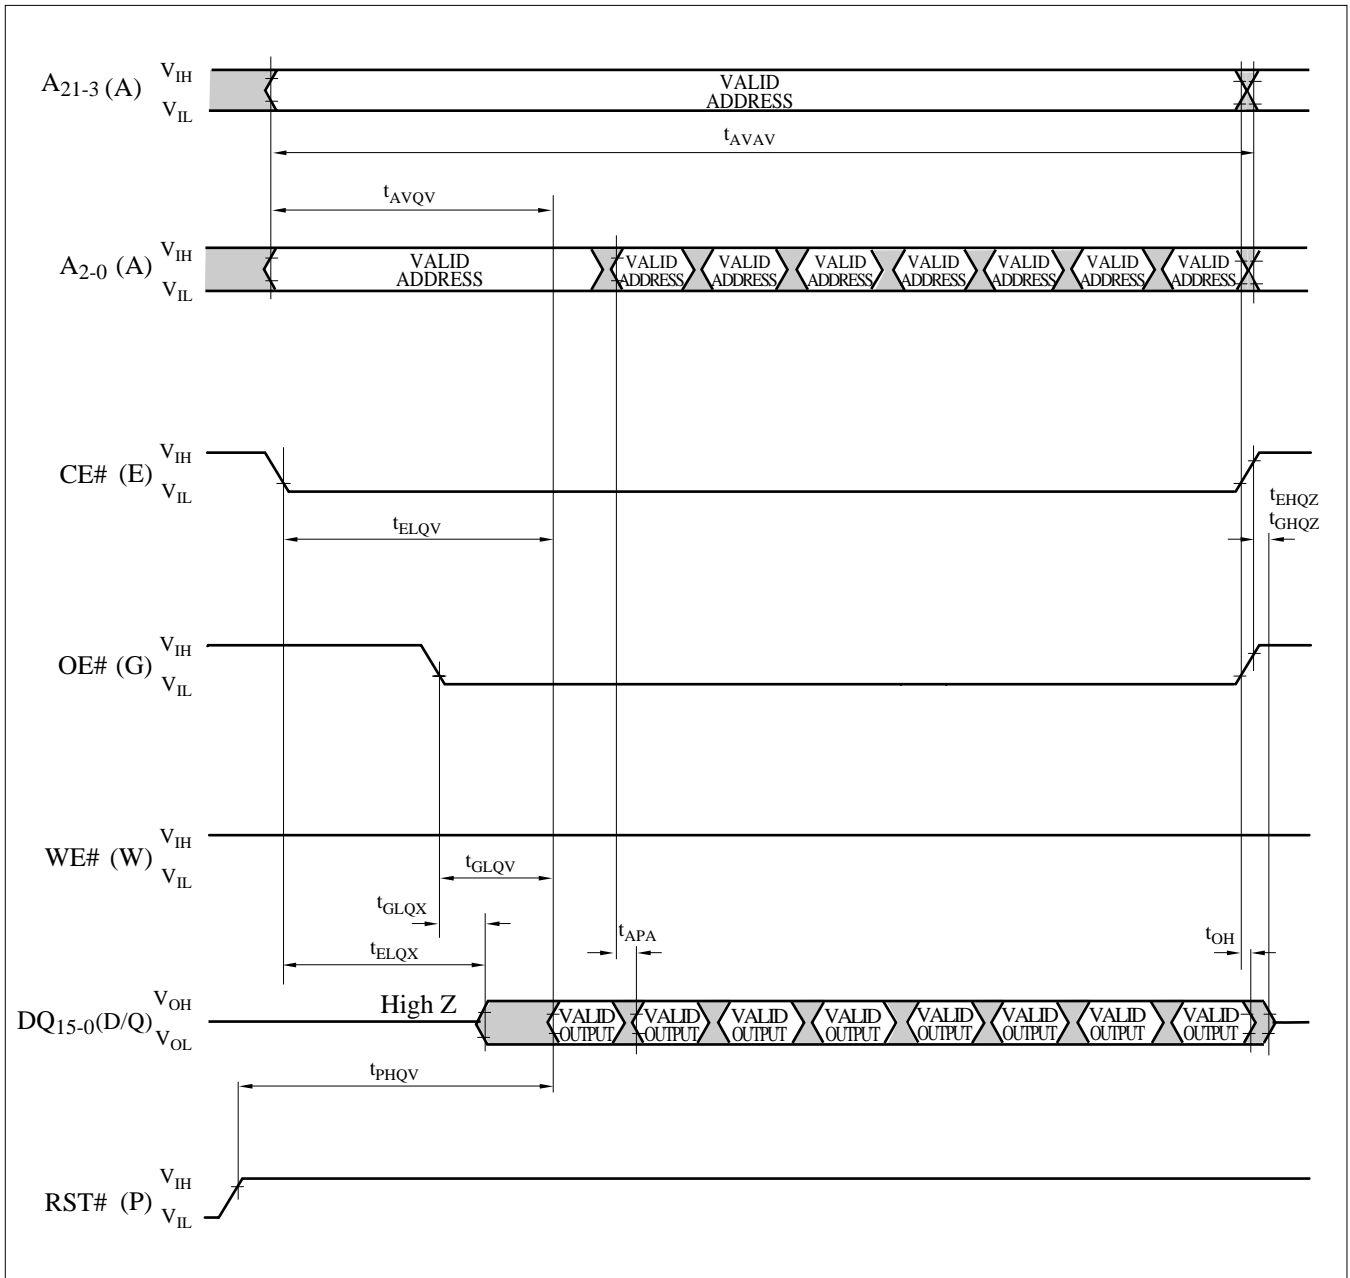 A21-3 (A) VIH VIL VALID ADDRESS
tAVAV
tAVQV
A2-0 (A) VIH VIL VALID ADDRESS VALID ADDRESS VALID ADDRESS VALID ADDRESS VALID ADDRESS VALID ADDRESS VALID ADDRESS VALID ADDRESS
CE# (E) VIH VIL
tEHQZ
tGHQZ
tELQV
OE# (G) VIH VIL
WE# (W) VIH VIL
tGLQV
tGLQX
tAPA
tOH
tELQX
DQ15-0(D/Q) VOH VOL High Z VALID OUTPUT VALID OUTPUT VALID OUTPUT VALID OUTPUT VALID OUTPUT VALID OUTPUT VALID OUTPUT VALID OUTPUT
tPHQV
RST# (P) VIH VIL